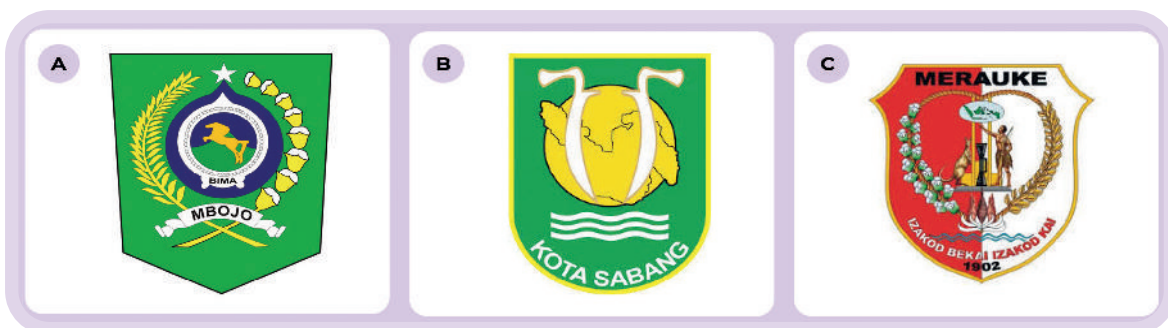 A
BIMA
MBOJO
B
KOTA SABANG
C
MERAUKE
IZAKOD BEKAI IZAKOD KAI
1902